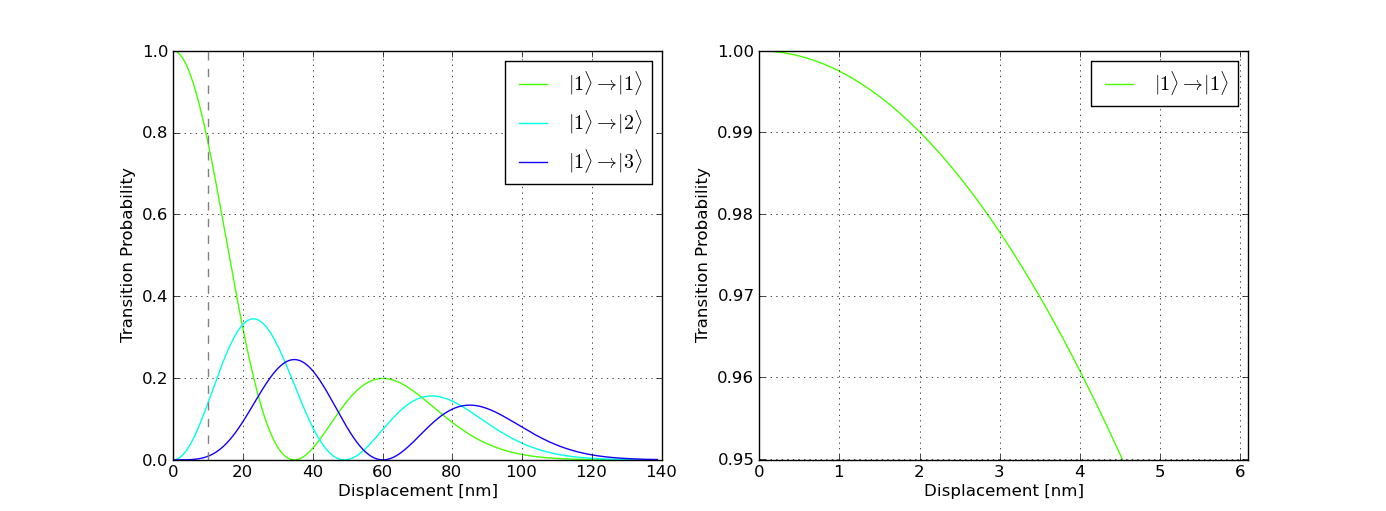 1.0
0.8
0.6
0.4
0.2
0.0
0 20 40 60 80 100 120 140
Transition Probability
Displacement [nm]
|1⟩→|1⟩
|1⟩→|2⟩
|1⟩→|3⟩
1.00
0.99
0.98
0.97
0.96
0.95
0 1 2 3 4 5 6
Transition Probability
Displacement [nm]
|1⟩→|1⟩